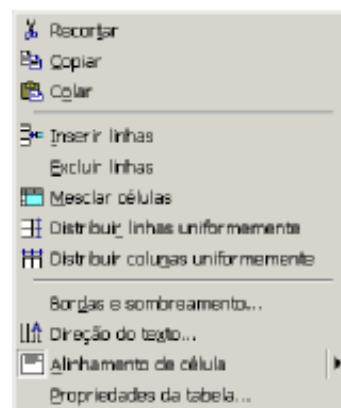 Recortar
Copiar
Colar
Inserir linhas
Excluir linhas
Mesclar células
Distribuir linhas uniformemente
Distribuir colunas uniformemente
Bordas e sombreamento...
Direção do texto...
Alinhamento de célula
Propriedades da tabela...